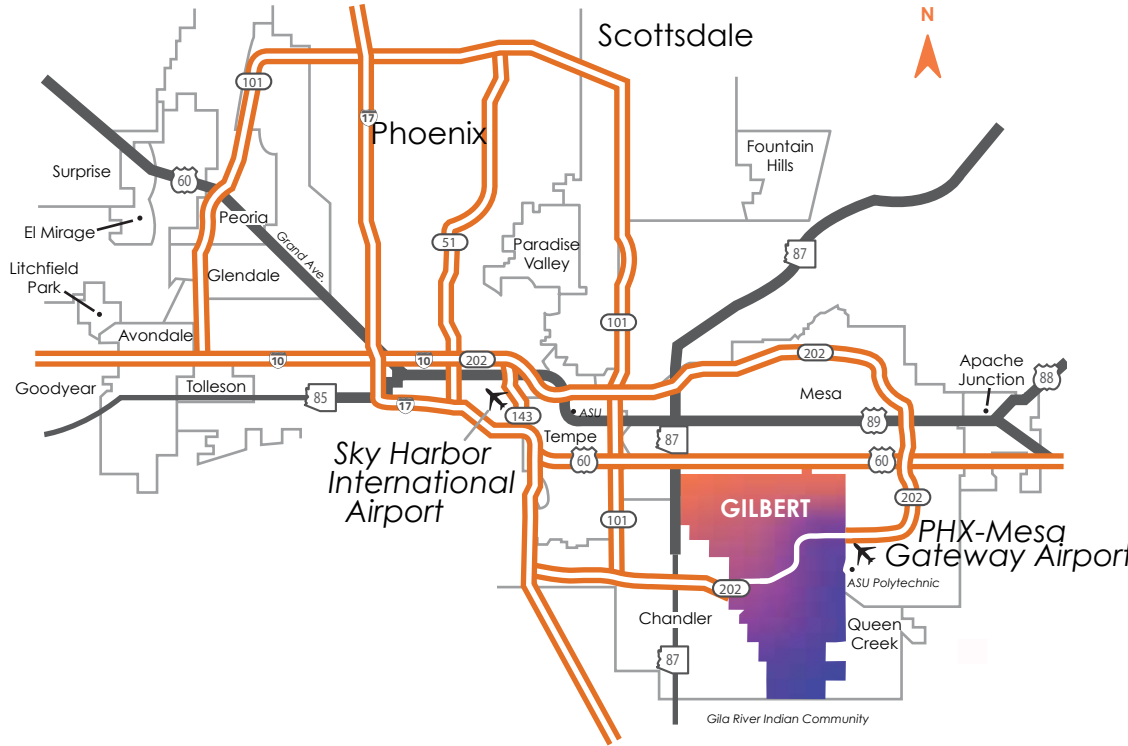 N
Scottsdale
101
17
Phoenix
Fountain
Hills
Surprise
60
Peoria
El Mirage
Grand Ave.
51
Paradise
Valley
87
Litchfield
Park
Glendale
Avondale
101
10
10
202
202
Apache
Junction
88
Goodyear
Tolleson
85
17
143
ASU
Mesa
89
Tempe
87
60
60
Sky Harbor
International
Airport
202
101
GILBERT
PHX-Mesa
Gateway Airport
ASU Polytechnic
202
Chandler
Queen
Creek
87
Gila River Indian Community